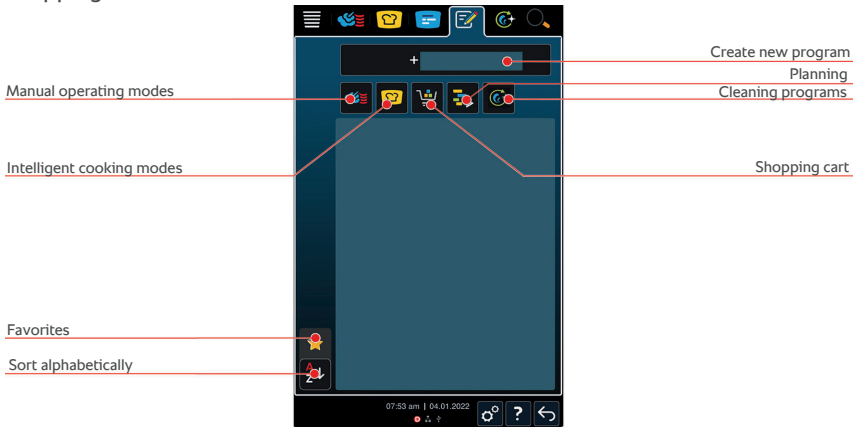 Create new program
Planning
Manual operating modes
Cleaning programs
Intelligent cooking modes
Shopping cart
Favorites
Sort alphabetically
07:53 am | 04.01.2022